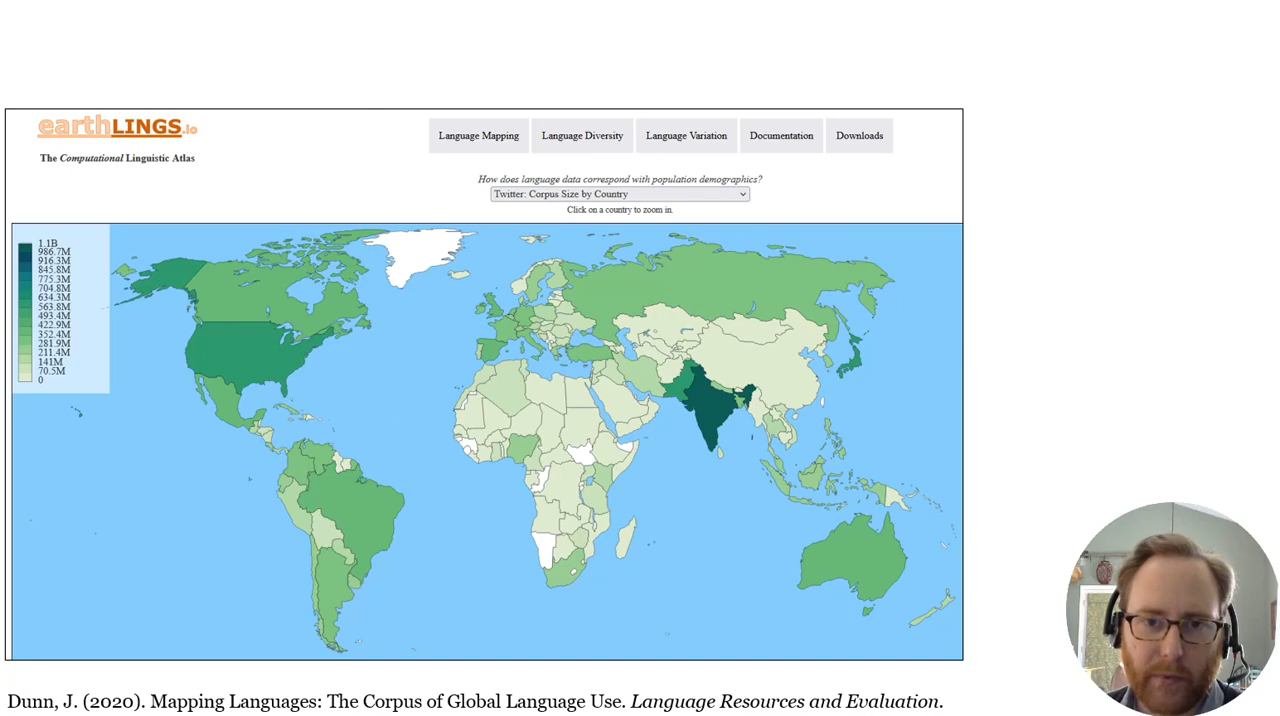 earthLINGS.io
The Computational Linguistic Atlas
Language Mapping
Language Diversity
Language Variation
Documentation
Downloads
How does language data correspond with population demographics?
Twitter: Corpus Size by Country
Click on a country to zoom in.
1.1B
986.7M
916.3M
845.8M
775.3M
704.8M
634.3M
563.8M
493.4M
422.9M
352.4M
281.9M
211.4M
141M
70.5M
0
Dunn, J. (2020). Mapping Languages: The Corpus of Global Language Use. Language Resources and Evaluation.